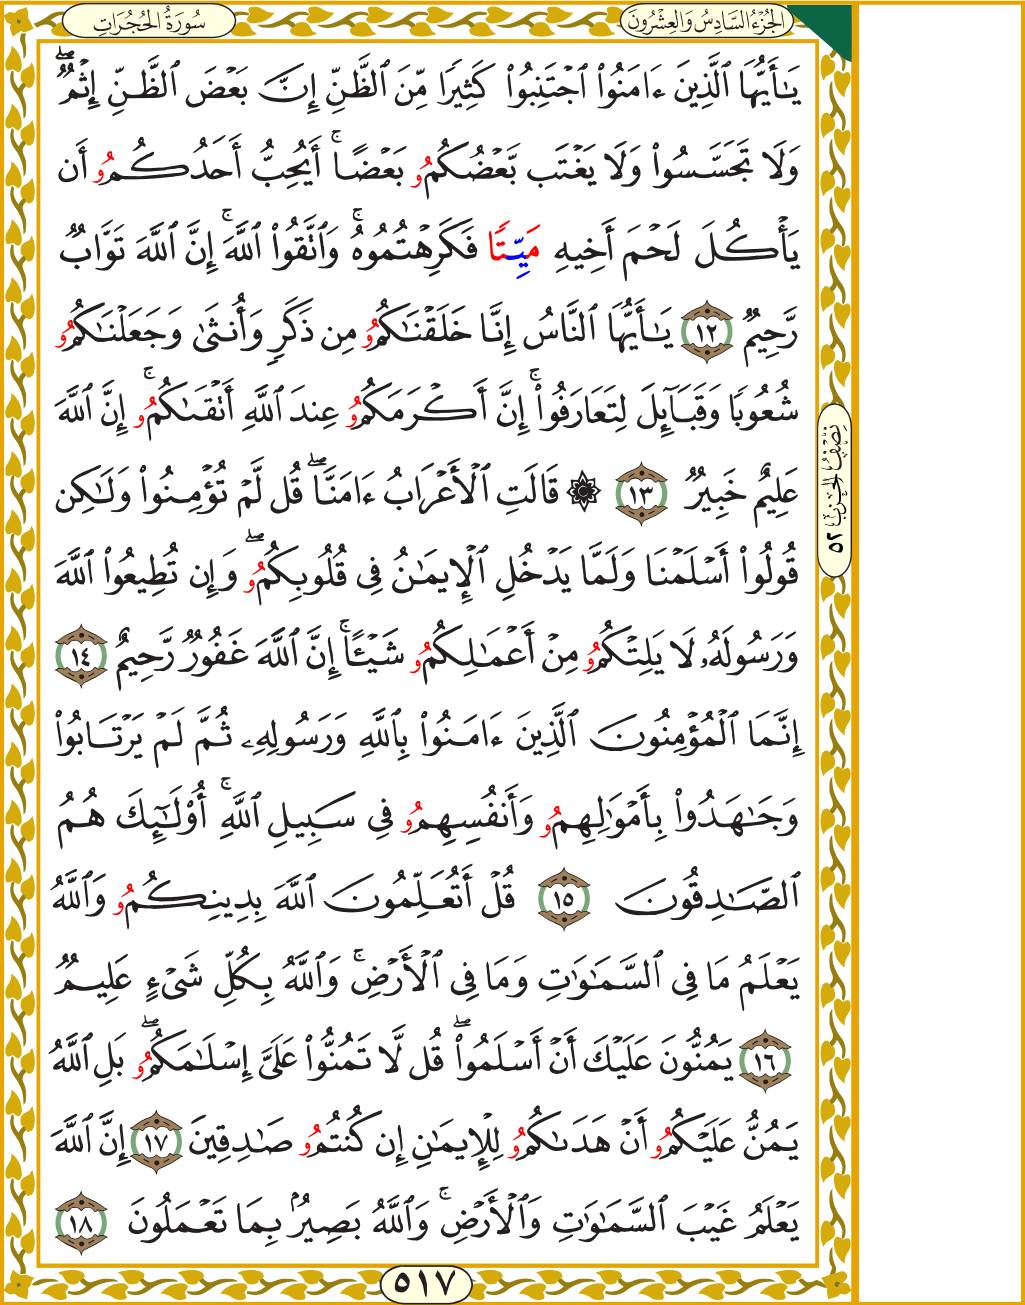 سُورَةُ الحُجُرَاتِ
الجُزْءُ السَّادِسُ وَالعِشْرُونَ
يَـٰٓأَيُّهَا ٱلَّذِينَ ءَامَنُوا۟ ٱجْتَنِبُوا۟ كَثِيرًا مِّنَ ٱلظَّنِّ إِنَّ بَعْضَ ٱلظَّنِّ إِثْمٌۖ
وَلَا تَجَسَّسُوا۟ وَلَا يَغْتَب بَّعْضُكُمُۥ بَعْضًاۚ أَيُحِبُّ أَحَدُكُمُۥ أَن
يَأْكُلَ لَحْمَ أَخِيهِ مَيِّتًا فَكَرِهْتُمُوهُۚ وَٱتَّقُوا۟ ٱللَّهَۚ إِنَّ ٱللَّهَ تَوَّابٌ
رَّحِيمٌ ١٢ يَـٰٓأَيُّهَا ٱلنَّاسُ إِنَّا خَلَقْنَـٰكُمُۥ مِن ذَكَرٍ وَأُنثَىٰ وَجَعَلْنَـٰكُمُۥ
شُعُوبًا وَقَبَآئِلَ لِتَعَارَفُوٓا۟ۚ إِنَّ أَكْرَمَكُمُۥ عِندَ ٱللَّهِ أَتْقَىٰكُمُۥۚ إِنَّ ٱللَّهَ
عَلِيمٌ خَبِيرٌ ١٣ ۞ قَالَتِ ٱلْأَعْرَابُ ءَامَنَّاۖ قُل لَّمْ تُؤْمِنُوا۟ وَلَـٰكِن
قُولُوٓا۟ أَسْلَمْنَا وَلَمَّا يَدْخُلِ ٱلْإِيمَـٰنُ فِى قُلُوبِكُمُۥۖ وَإِن تُطِيعُوا۟ ٱللَّهَ
وَرَسُولَهُۥ لَا يَلِتْكُمُۥ مِنْ أَعْمَـٰلِكُمُۥ شَيْـًٔاۚ إِنَّ ٱللَّهَ غَفُورٌ رَّحِيمٌ ١٤
إِنَّمَا ٱلْمُؤْمِنُونَ ٱلَّذِينَ ءَامَنُوا۟ بِٱللَّهِ وَرَسُولِهِۦ ثُمَّ لَمْ يَرْتَابُوا۟
وَجَـٰهَدُوا۟ بِأَمْوَٰلِهِمُۥ وَأَنفُسِهِمُۥ فِى سَبِيلِ ٱللَّهِۚ أُو۟لَـٰٓئِكَ هُمُ
ٱلصَّـٰدِقُونَ ١٥ قُلْ أَتُعَلِّمُونَ ٱللَّهَ بِدِينِكُمُۥ وَٱللَّهُ
يَعْلَمُ مَا فِى ٱلسَّمَـٰوَٰتِ وَمَا فِى ٱلْأَرْضِۚ وَٱللَّهُ بِكُلِّ شَىْءٍ عَلِيمٌ
١٦ يَمُنُّونَ عَلَيْكَ أَنْ أَسْلَمُوا۟ۖ قُل لَّا تَمُنُّوا۟ عَلَىَّ إِسْلَـٰمَكُمُۥۖ بَلِ ٱللَّهُ
يَمُنُّ عَلَيْكُمُۥ أَنْ هَدَىٰكُمُۥ لِلْإِيمَـٰنِ إِن كُنتُمُۥ صَـٰدِقِينَ ١٧ إِنَّ ٱللَّهَ
يَعْلَمُ غَيْبَ ٱلسَّمَـٰوَٰتِ وَٱلْأَرْضِۚ وَٱللَّهُ بَصِيرٌۢ بِمَا تَعْمَلُونَ ١٨
نِصْفُ الحِزْبِ ٥٢
٥١٧